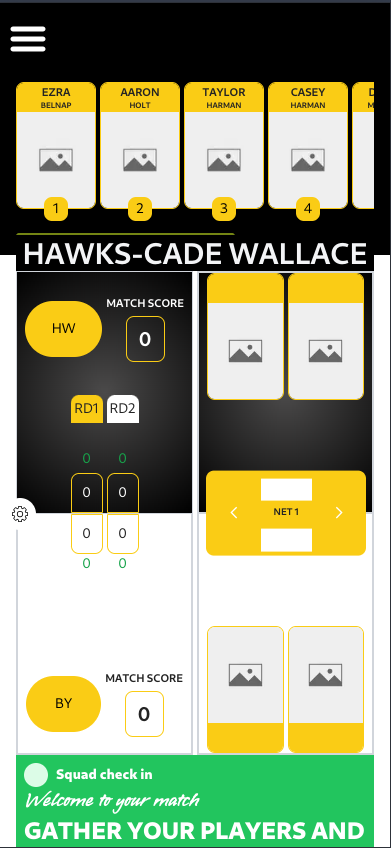 EZRA
BELNAP
AARON
HOLT
TAYLOR
HARMAN
CASEY
HARMAN
1
2
3
4
HAWKS-CADE WALLACE
MATCH SCORE
HW
0
RD1 RD2
0 0
0 0
0 0
0 0
NET 1
MATCH SCORE
BY
0
Squad check in
Welcome to your match
GATHER YOUR PLAYERS AND